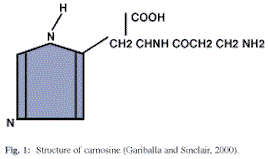 H
COOH
N
CH2 CHNH COCH2 CH2 NH2
N
Fig. 1: Structure of carnosine (Gariballa and Sinclair, 2000).